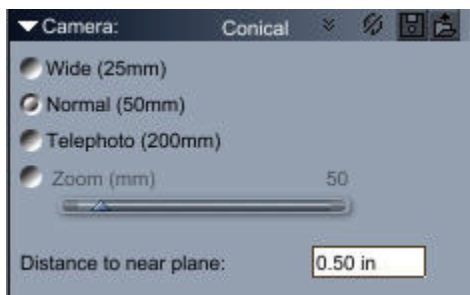 Camera: Conical
Wide (25mm)
Normal (50mm)
Telephoto (200mm)
Zoom (mm) 50
Distance to near plane: 0.50 in